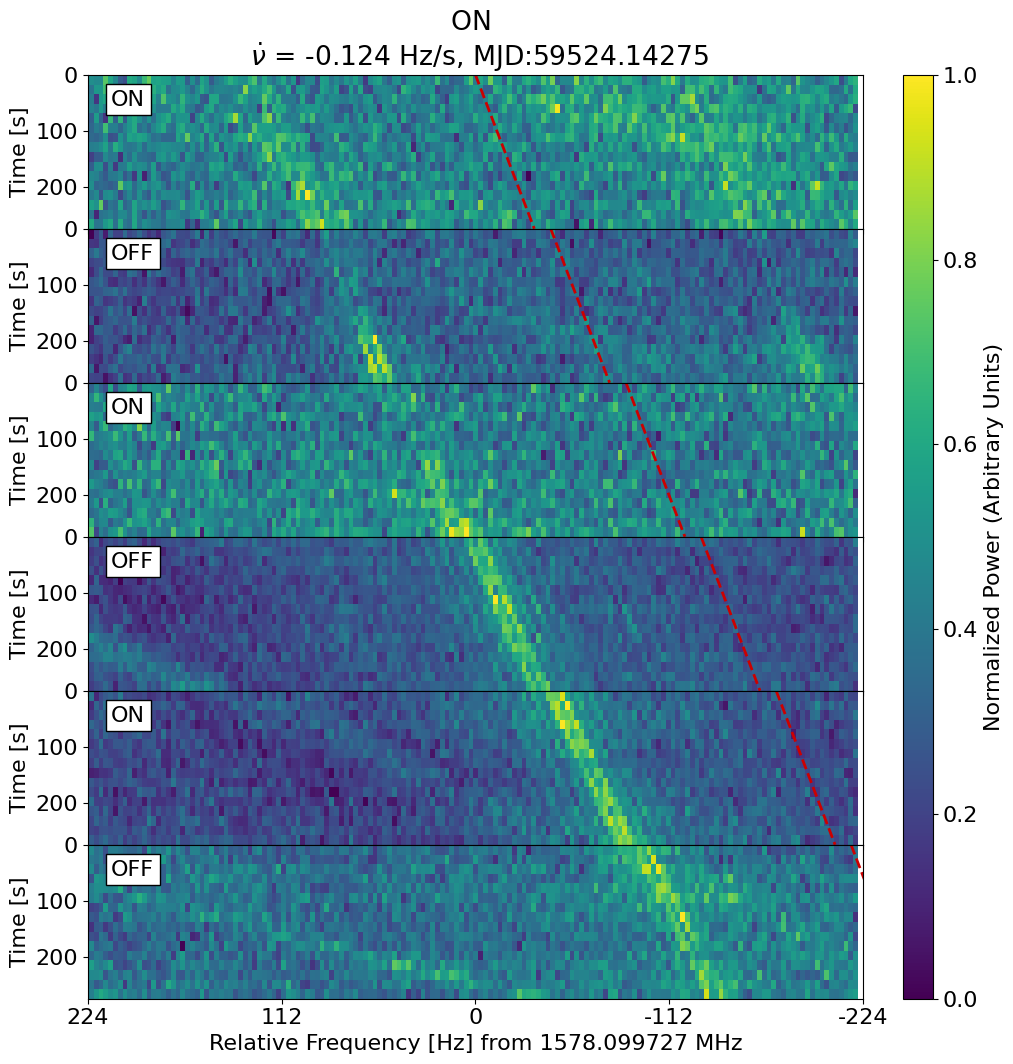 ON
ν̇ = -0.124 Hz/s, MJD:59524.14275
0
100
200
Time [s]
ON
0
100
200
Time [s]
OFF
0
100
200
Time [s]
ON
0
100
200
Time [s]
OFF
0
100
200
Time [s]
ON
0
100
200
Time [s]
OFF
224 112 0 -112 -224
Relative Frequency [Hz] from 1578.099727 MHz
1.0
0.8
0.6
0.4
0.2
0.0
Normalized Power (Arbitrary Units)